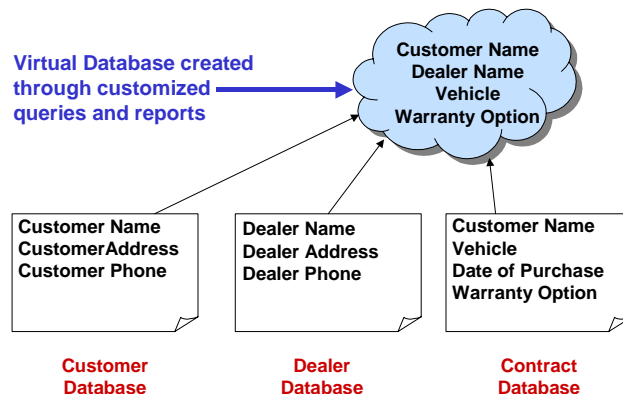 Virtual Database created
through customized
queries and reports
Customer Name
Dealer Name
Vehicle
Warranty Option
Customer Name
CustomerAddress
Customer Phone
Dealer Name
Dealer Address
Dealer Phone
Customer Name
Vehicle
Date of Purchase
Warranty Option
Customer
Database
Dealer
Database
Contract
Database